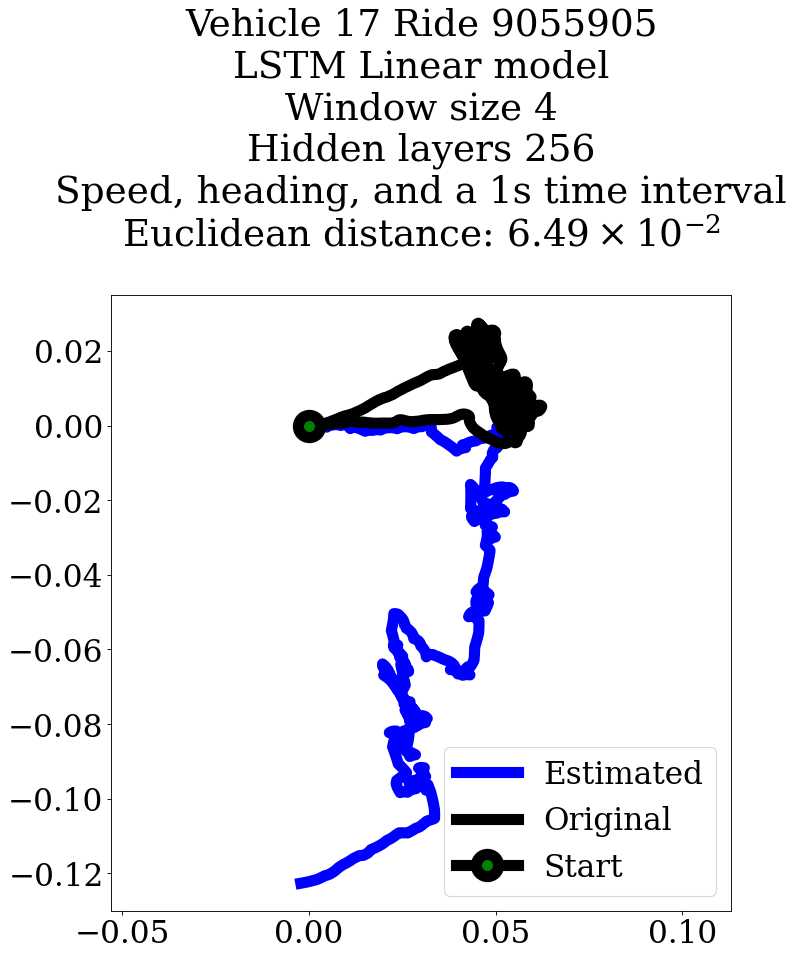 Vehicle 17 Ride 9055905
LSTM Linear model
Window size 4
Hidden layers 256
Speed, heading, and a 1s time interval
Euclidean distance: 6.49 × 10⁻²
0.02
0.00
−0.02
−0.04
−0.06
−0.08
−0.10
−0.12
Estimated
Original
Start
−0.05
0.00
0.05
0.10